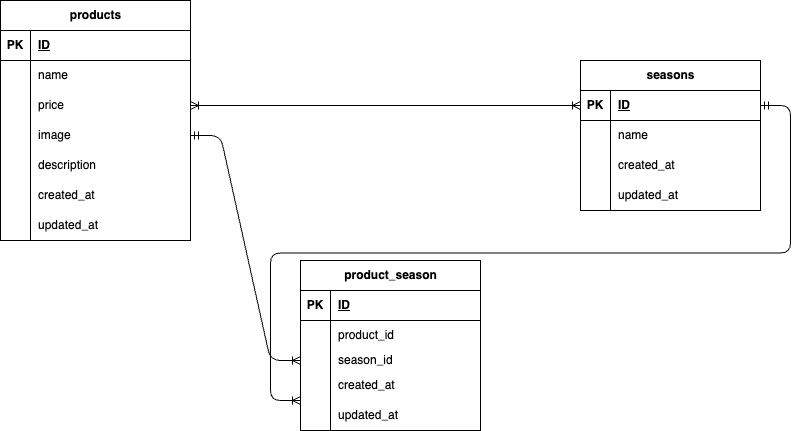 products
PK ID
name
price
image
description
created_at
updated_at
seasons
PK ID
name
created_at
updated_at
product_season
PK ID
product_id
season_id
created_at
updated_at